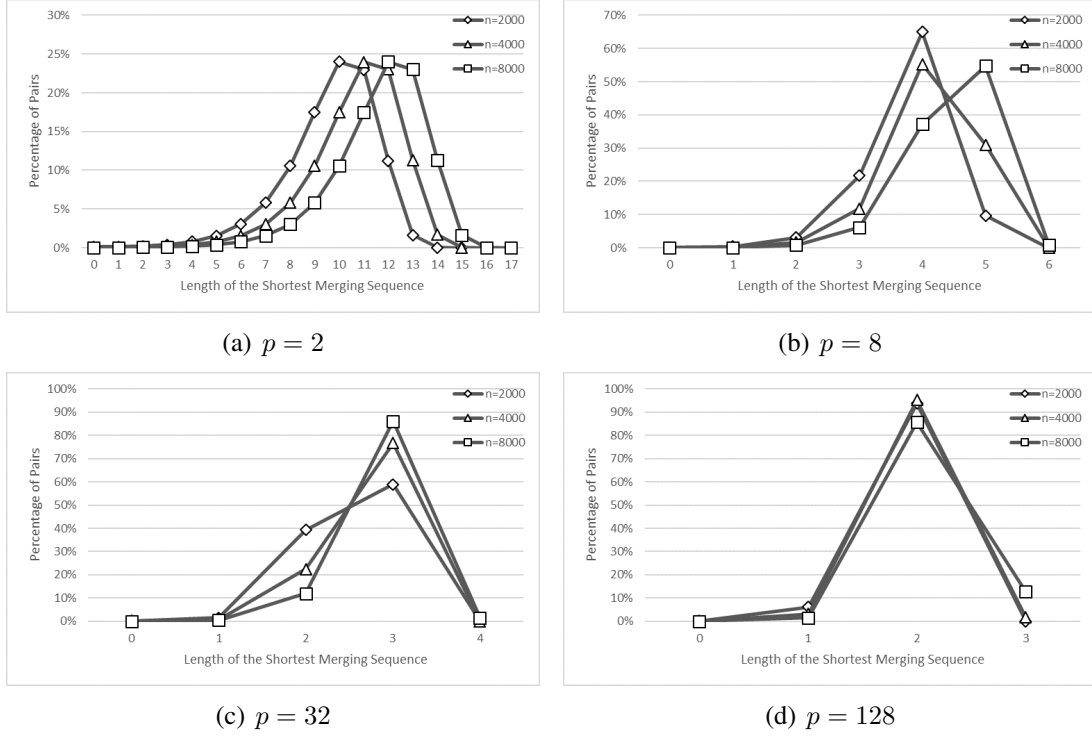 30%
25%
20%
15%
10%
5%
0%
Percentage of Pairs
0 1 2 3 4 5 6 7 8 9 10 11 12 13 14 15 16 17
Length of the Shortest Merging Sequence
n=2000
n=4000
n=8000
(a) p = 2
70%
60%
50%
40%
30%
20%
10%
0%
Percentage of Pairs
0 1 2 3 4 5 6
Length of the Shortest Merging Sequence
n=2000
n=4000
n=8000
(b) p = 8
100%
90%
80%
70%
60%
50%
40%
30%
20%
10%
0%
Percentage of Pairs
0 1 2 3 4
Length of the Shortest Merging Sequence
n=2000
n=4000
n=8000
(c) p = 32
100%
90%
80%
70%
60%
50%
40%
30%
20%
10%
0%
Percentage of Pairs
0 1 2 3
Length of the Shortest Merging Sequence
n=2000
n=4000
n=8000
(d) p = 128